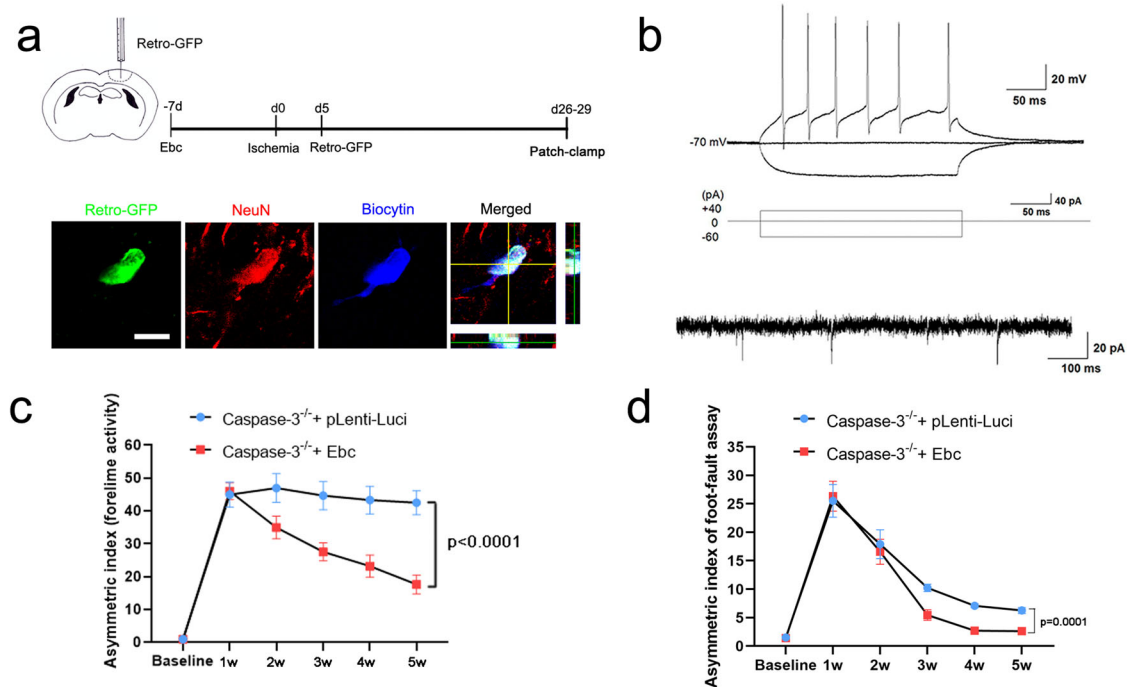 a
Retro-GFP
-7d d0 d5 d26-29
Ebc Ischemia Retro-GFP Patch-clamp
Retro-GFP NeuN Biocytin Merged
b
20 mV
50 ms
-70 mV
(pA)
+40
0
-60
40 pA
50 ms
20 pA
100 ms
c
Caspase-3-/-+ pLenti-Luci
Caspase-3-/-+ Ebc
Asymmetric index (forelime activity)
60
50
40
30
20
10
0
p<0.0001
Baseline 1w 2w 3w 4w 5w
d
Caspase-3-/-+ pLenti-Luci
Caspase-3-/-+ Ebc
Asymmetric index of foot-fault assay
35
30
25
20
15
10
5
0
p=0.0001
Baseline 1w 2w 3w 4w 5w